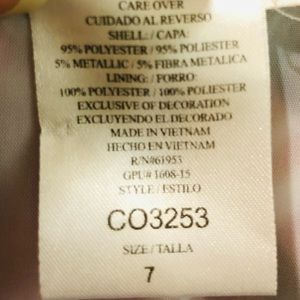 CARE OVER
CUIDADO AL REVERSO
SHELL: / CAPA:
95% POLYESTER / 95% POLIESTER
5% METALLIC / 5% FIBRA METALICA
LINING: / FORRO:
100% POLYESTER / 100% POLIESTER
EXCLUSIVE OF DECORATION
EXCLUYENDO EL DECORADO
MADE IN VIETNAM
HECHO EN VIETNAM
R/N#61953
GPU# 1608-15
STYLE / ESTILO
CO3253
SIZE / TALLA
7